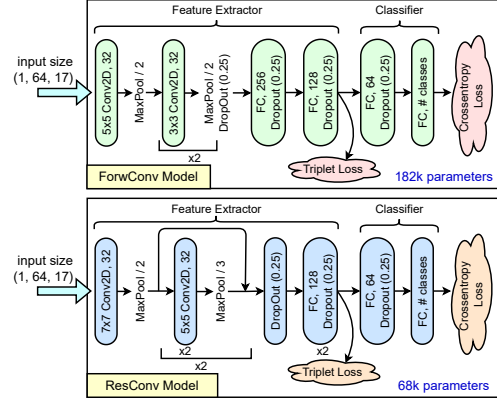 Feature Extractor
Classifier
input size
(1, 64, 17)
5x5 Conv2D, 32
MaxPool / 2
3x3 Conv2D, 32
MaxPool / 2
DropOut (0.25)
x2
FC, 256
Dropout (0.25)
FC, 128
Dropout (0.25)
FC, 64
Dropout (0.25)
FC, # classes
Crossentropy
Loss
Triplet Loss
ForwConv Model
182k parameters
Feature Extractor
Classifier
input size
(1, 64, 17)
7x7 Conv2D, 32
MaxPool / 2
5x5 Conv2D, 32
MaxPool / 3
x2
x2
DropOut (0.25)
FC, 128
Dropout (0.25)
x2
FC, 64
Dropout (0.25)
FC, # classes
Crossentropy
Loss
Triplet Loss
ResConv Model
68k parameters